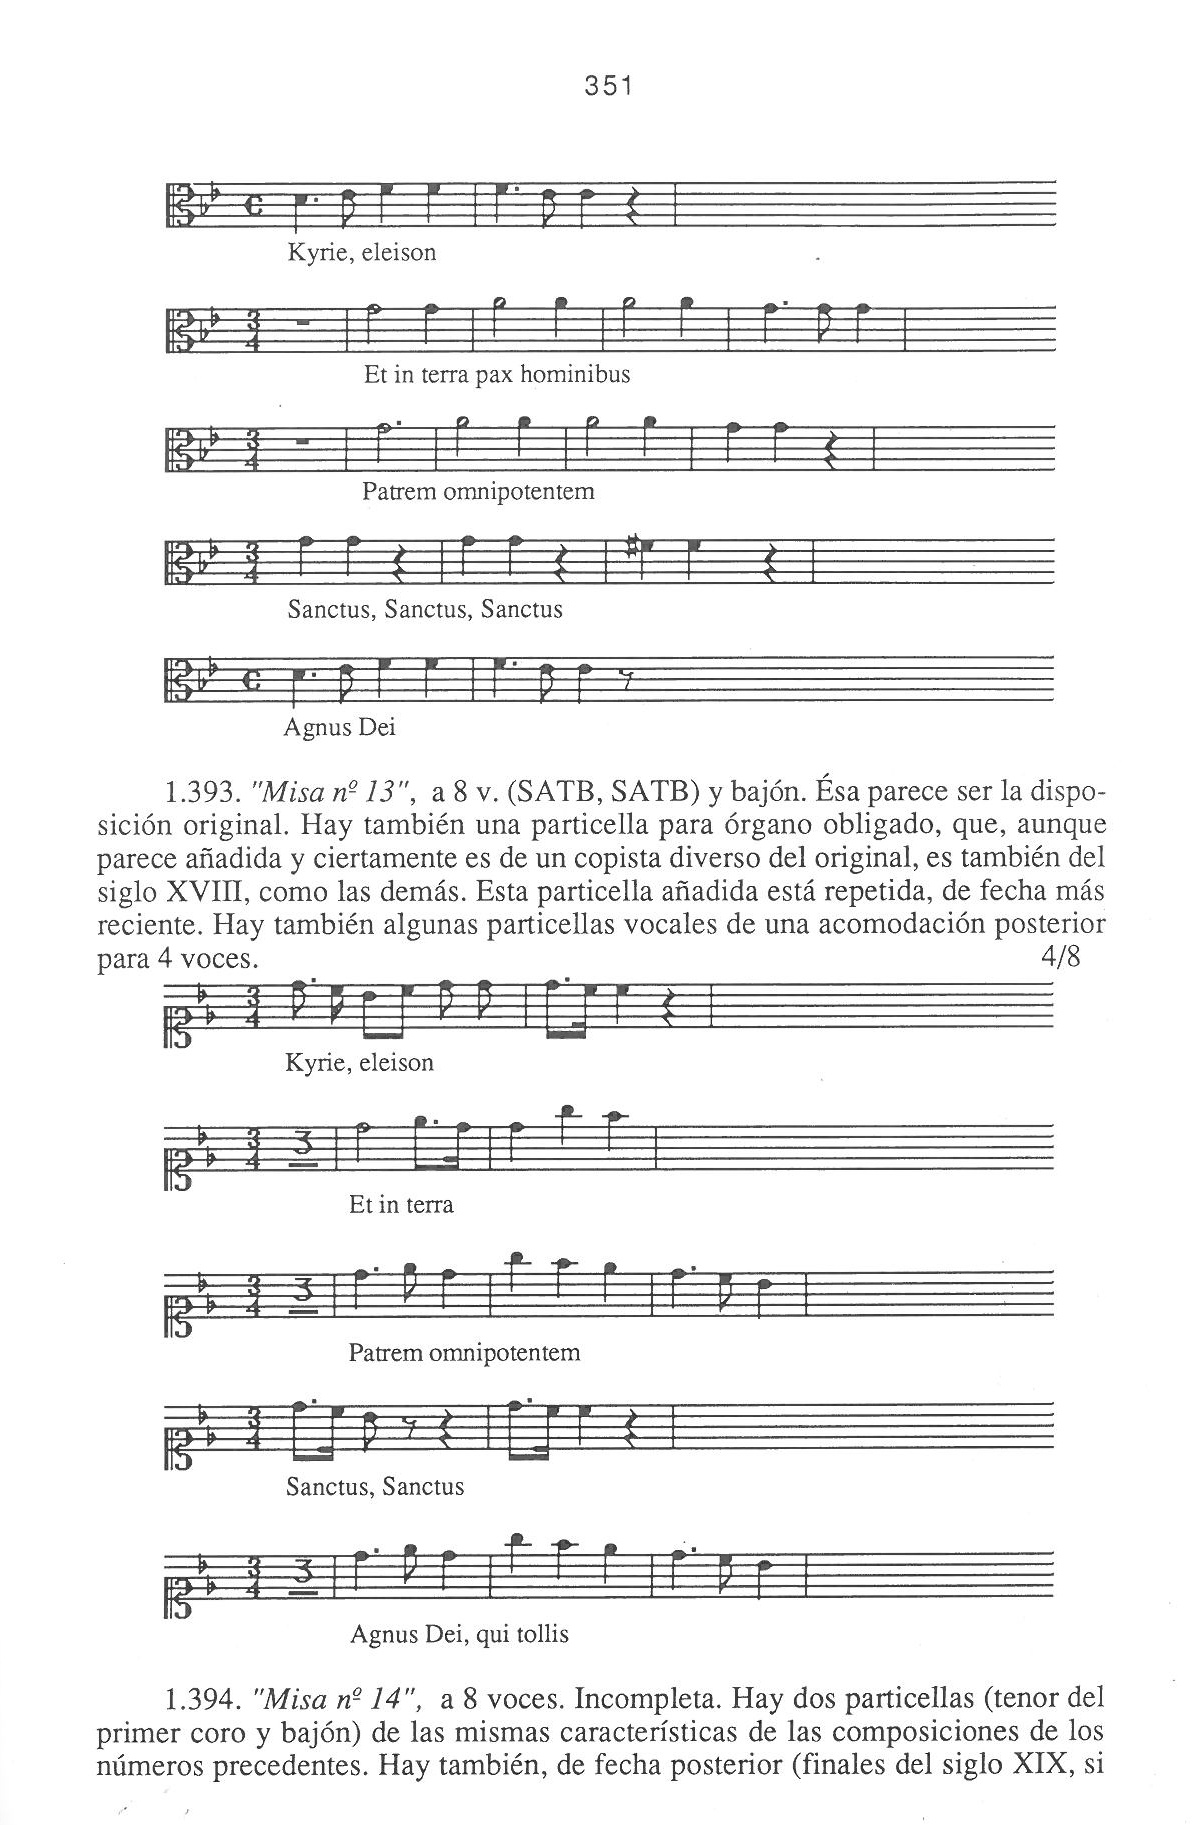 351
Kyrie, eleison
Et in terra pax hominibus
Patrem omnipotentem
Sanctus, Sanctus, Sanctus
Agnus Dei
1.393. "Misa nº 13", a 8 v. (SATB, SATB) y bajón. Ésa parece ser la dispo-
sición original. Hay también una particella para órgano obligado, que, aunque
parece añadida y ciertamente es de un copista diverso del original, es también del
siglo XVIII, como las demás. Esta particella añadida está repetida, de fecha más
reciente. Hay también algunas particellas vocales de una acomodación posterior
para 4 voces. 4/8
Kyrie, eleison
Et in terra
Patrem omnipotentem
Sanctus, Sanctus
Agnus Dei, qui tollis
1.394. "Misa nº 14", a 8 voces. Incompleta. Hay dos particellas (tenor del
primer coro y bajón) de las mismas características de las composiciones de los
números precedentes. Hay también, de fecha posterior (finales del siglo XIX, si